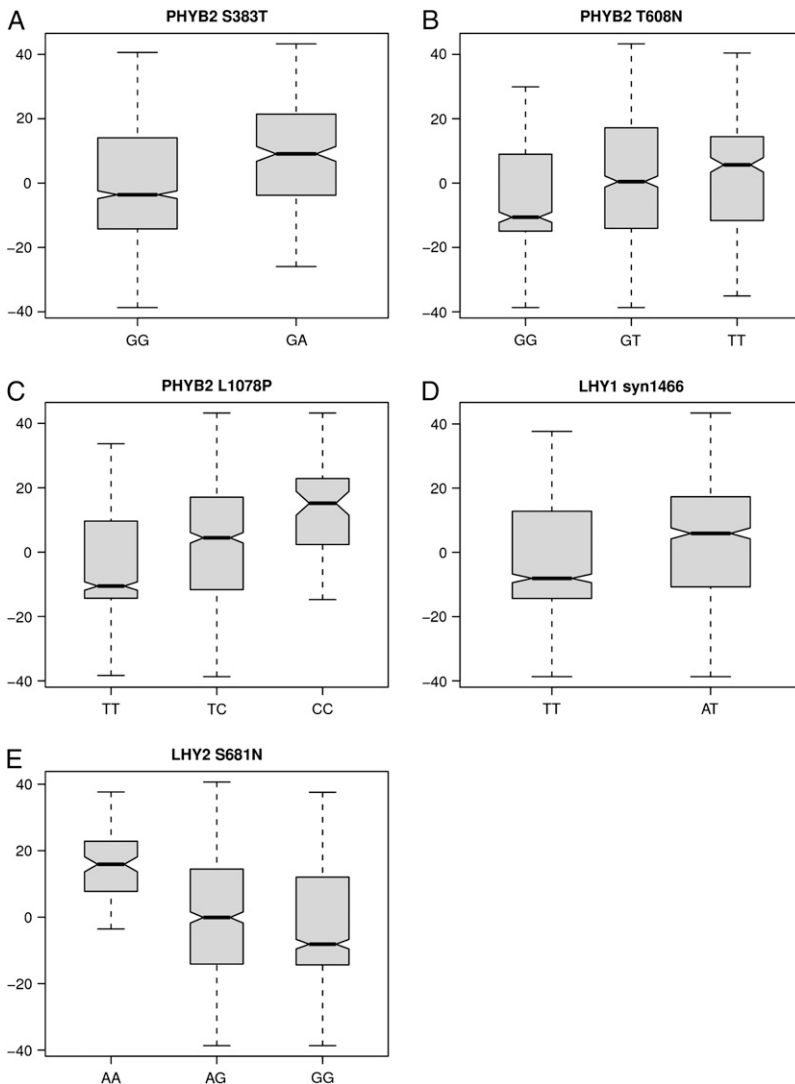 A
PHYB2 S383T
40
20
0
−20
−40
GG GA
B
PHYB2 T608N
40
20
0
−20
−40
GG GT TT
C
PHYB2 L1078P
40
20
0
−20
−40
TT TC CC
D
LHY1 syn1466
40
20
0
−20
−40
TT AT
E
LHY2 S681N
40
20
0
−20
−40
AA AG GG